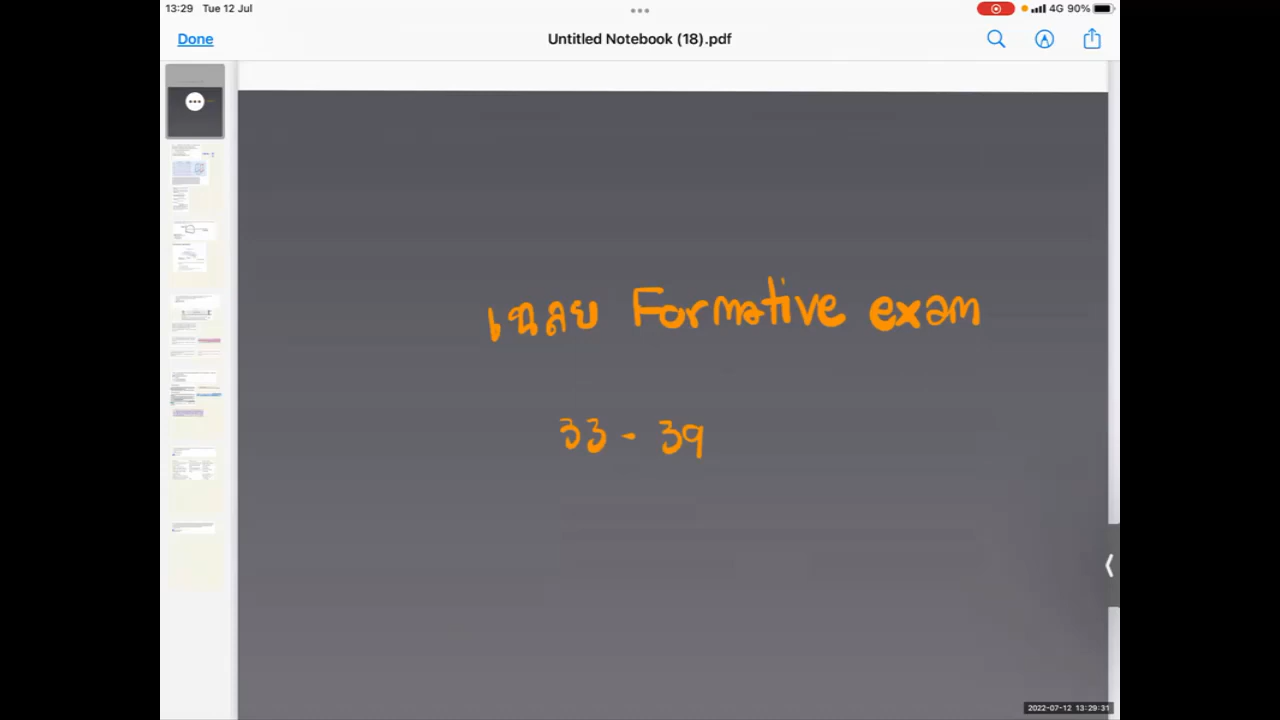 13:29 Tue 12 Jul
4G 90%
Done
Untitled Notebook (18).pdf
เฉลย Formative exam
33 - 39
2022-07-12 13:29:31